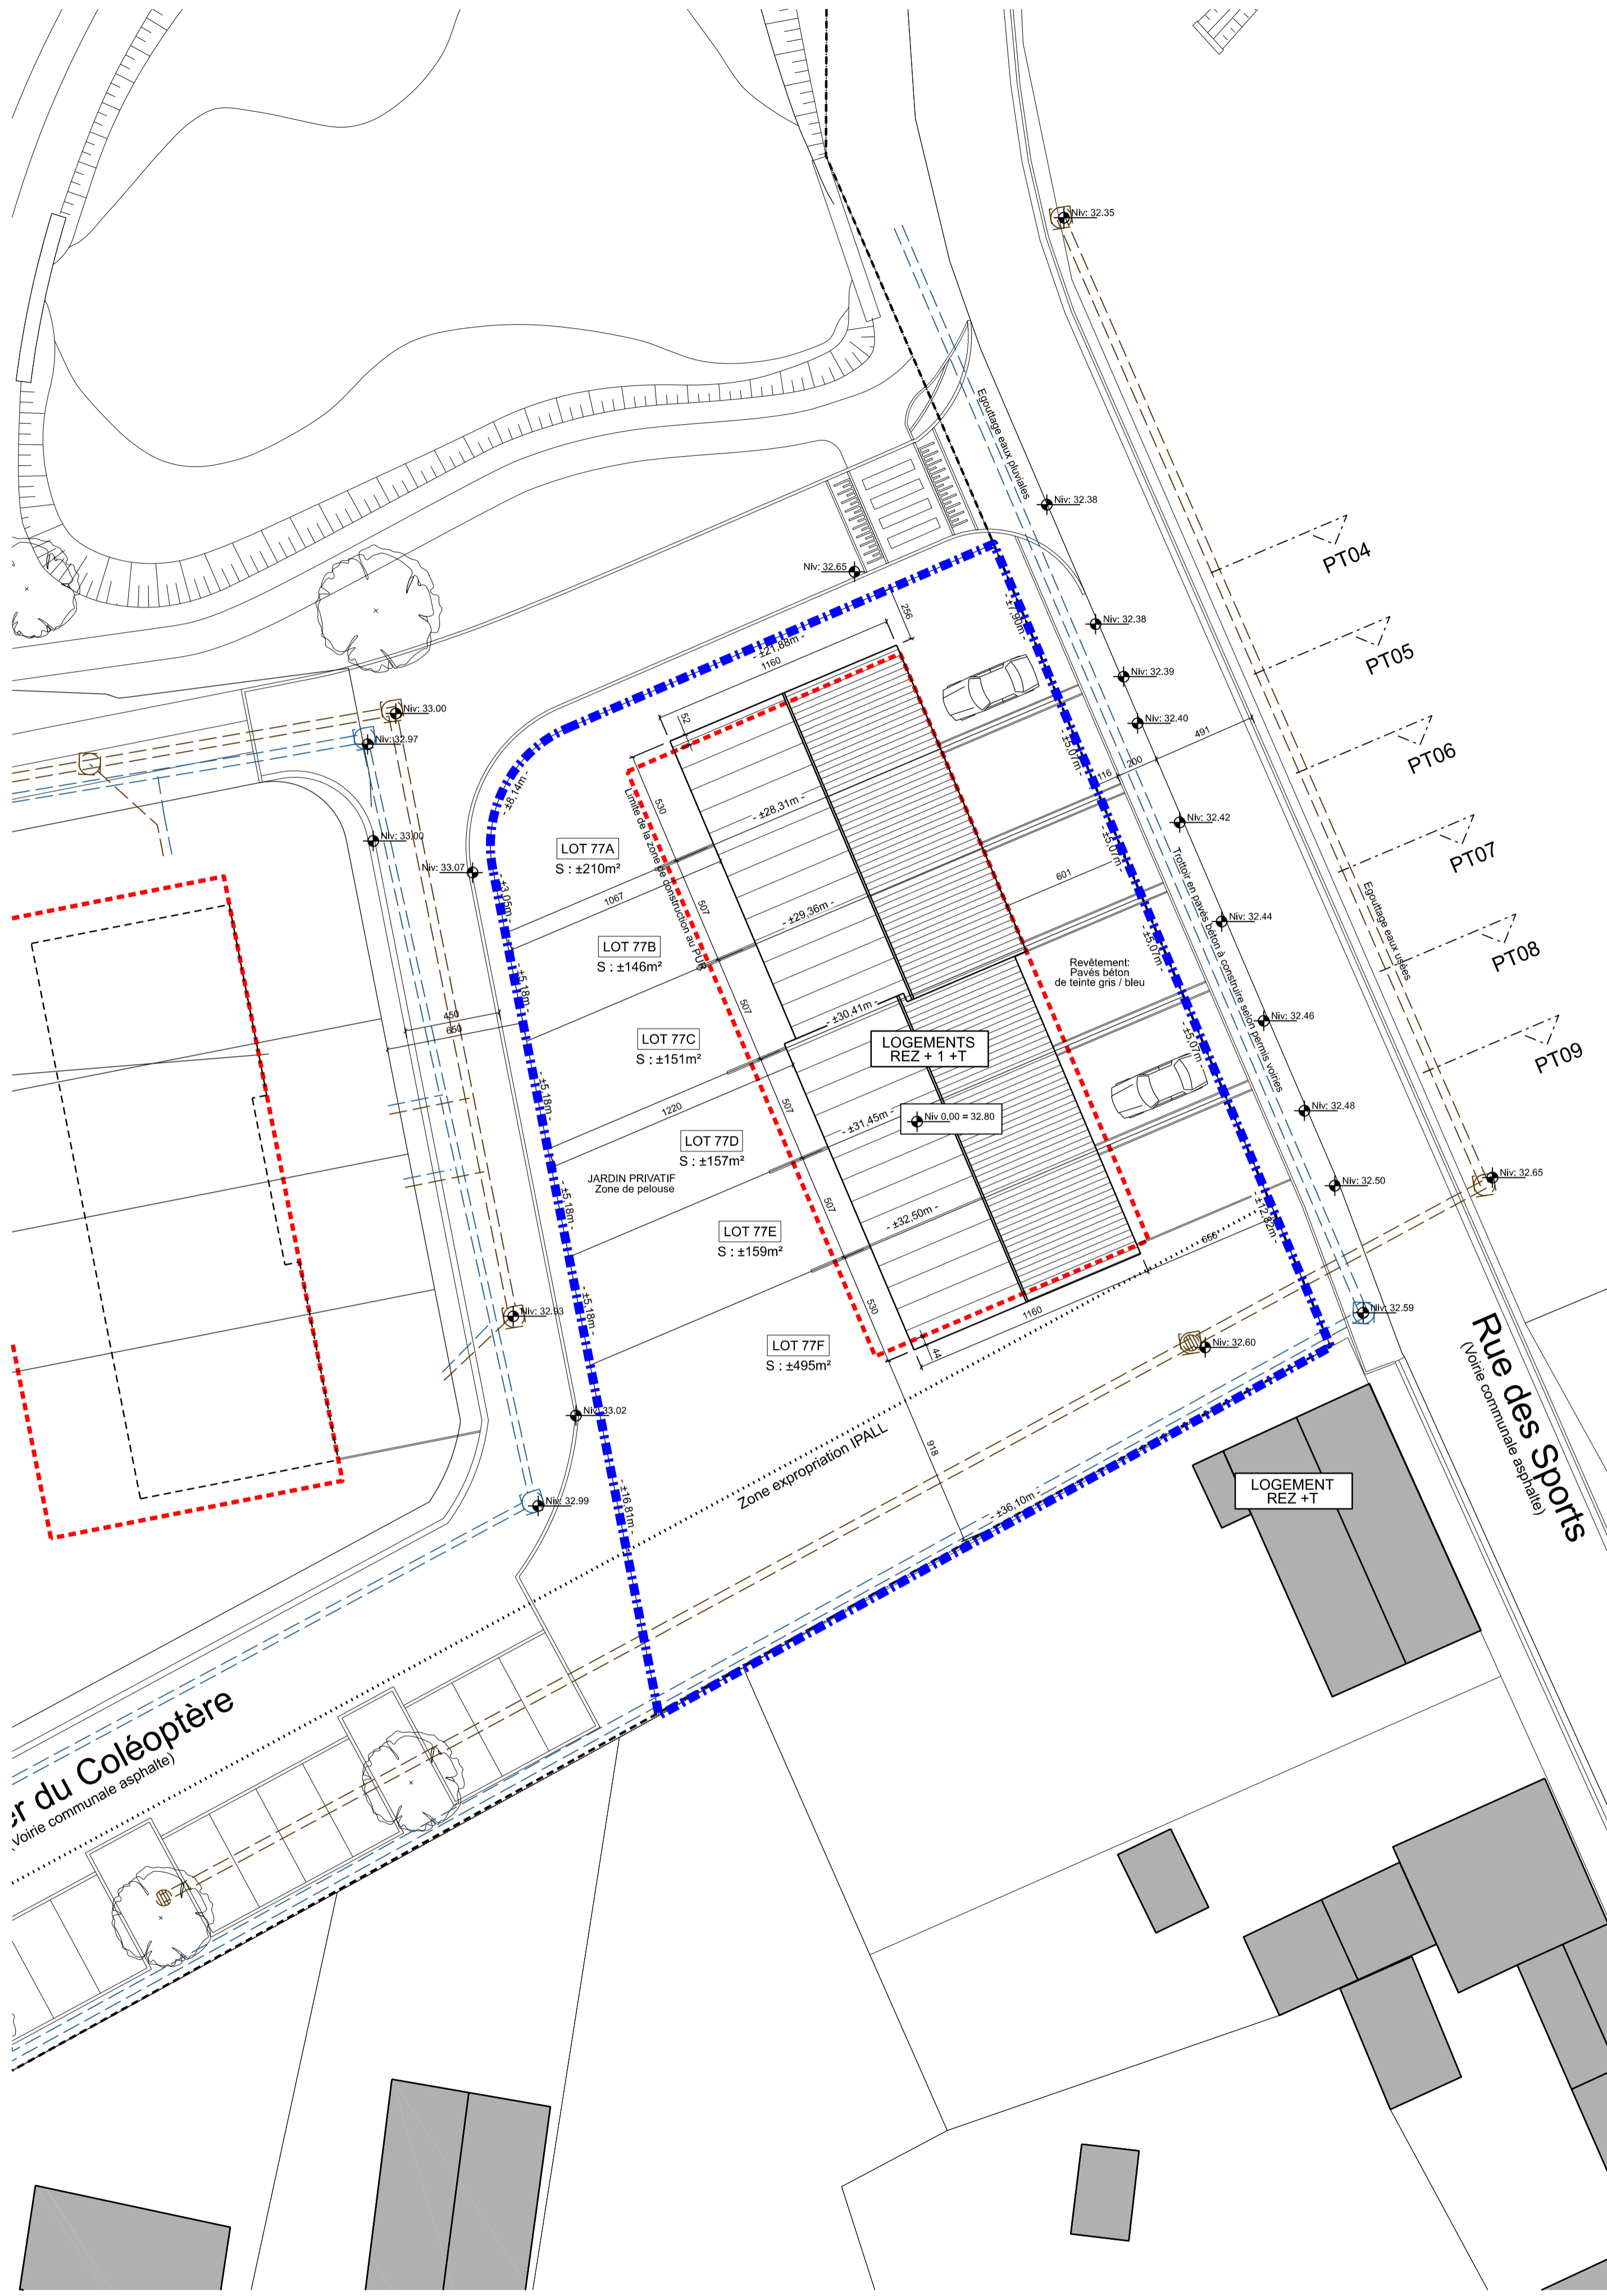 Niv: 32.35
Egouttage eaux pluviales
Niv: 32.38
PT04
Niv: 32.65
256
- ±7,90m -
Niv: 32.38
- ±21,88m -
1160
PT05
Niv: 32.39
Niv: 33.00
52
Niv: 32.40
491
Niv: 32.97
- ±5,07m -
PT06
200
116
- ±8,14m -
530
Limite de la zone de construction au PUR
- ±28,31m -
Niv: 32.42
Niv: 33.00
LOT 77A
S : ±210m²
- ±5,07m -
PT07
Niv: 33.07
601
- ±3,05m -
1067
507
- ±29,36m -
Trottoir en pavés béton à construire selon permis voiries
Egouttage eaux usées
Niv: 32.44
LOT 77B
S : ±146m²
- ±5,07m -
PT08
Revêtement:
Pavés béton
de teinte gris / bleu
- ±5,18m -
507
450
650
- ±30,41m -
Niv: 32.46
LOT 77C
S : ±151m²
LOGEMENTS
REZ + 1 +T
- ±5,07m -
PT09
- ±5,18m -
507
1220
Niv 0.00 = 32.80
- ±31,45m -
Niv: 32.48
LOT 77D
S : ±157m²
JARDIN PRIVATIF
Zone de pelouse
Niv: 32.65
Niv: 32.50
- ±5,18m -
507
- ±32,50m -
- ±12,82m -
LOT 77E
S : ±159m²
656
- ±5,18m -
530
1160
Niv: 32.93
Niv: 32.59
LOT 77F
S : ±495m²
44
Niv: 32.60
Rue des Sports
(Voirie communale asphalte)
Niv: 33.02
918
Zone expropriation IPALL
LOGEMENT
REZ +T
Niv: 32.99
- ±16,81m -
- ±36,10m -
er du Coléoptère
(Voirie communale asphalte)